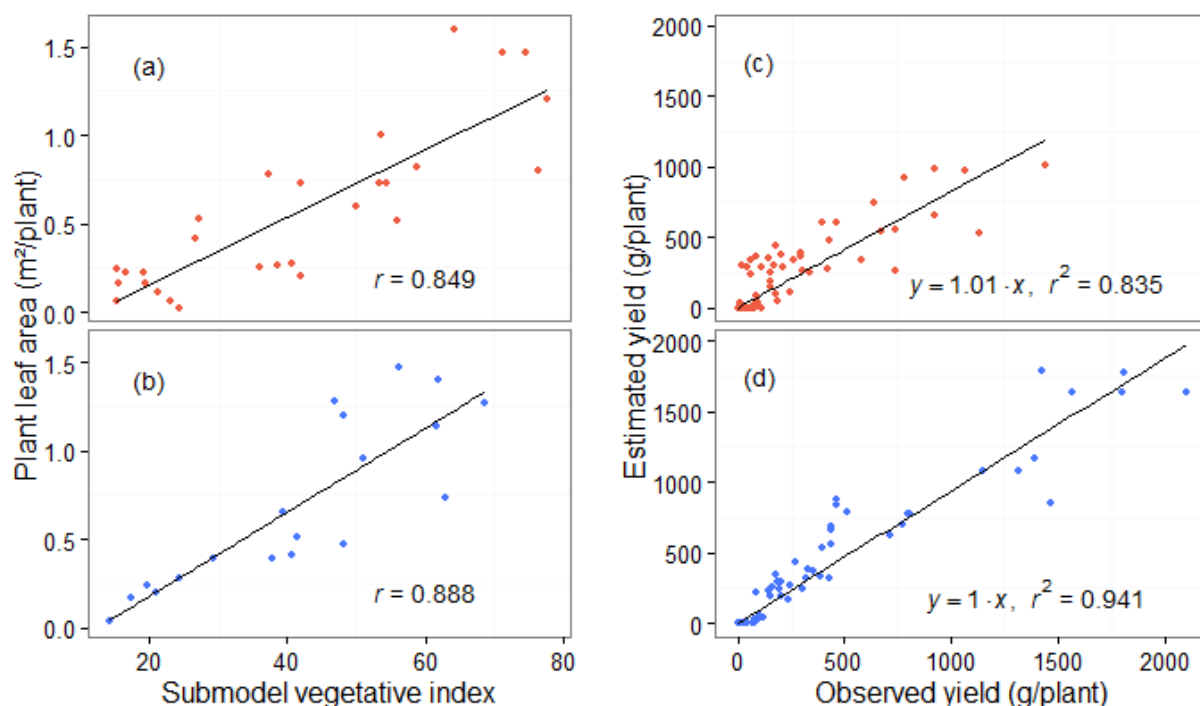 (a)
1.5
1.0
0.5
0.0
r = 0.849
(b)
1.5
1.0
0.5
0.0
r = 0.888
20
40
60
80
Plant leaf area (m²/plant)
Submodel vegetative index
(c)
2000
1500
1000
500
0
y = 1.01 · x, r² = 0.835
(d)
2000
1500
1000
500
0
y = 1 · x, r² = 0.941
0
500
1000
1500
2000
Estimated yield (g/plant)
Observed yield (g/plant)